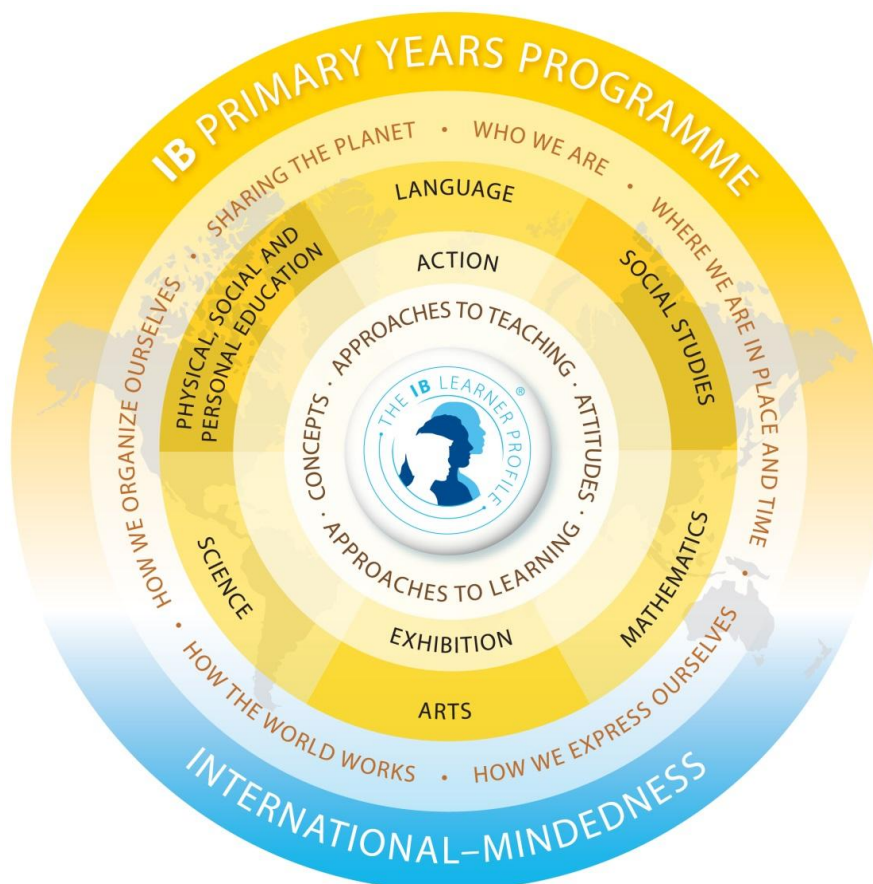 IB PRIMARY YEARS PROGRAMME
SHARING THE PLANET • WHO WE ARE • WHERE WE ARE IN PLACE AND TIME •
HOW WE ORGANIZE OURSELVES •
LANGUAGE
PHYSICAL, SOCIAL AND
PERSONAL EDUCATION
SOCIAL STUDIES
ACTION
APPROACHES TO TEACHING •
CONCEPTS •
ATTITUDES •
• THE IB LEARNER PROFILE •
®
APPROACHES TO LEARNING •
SCIENCE
MATHEMATICS
EXHIBITION
ARTS
• HOW THE WORLD WORKS • HOW WE EXPRESS OURSELVES
INTERNATIONAL–MINDEDNESS